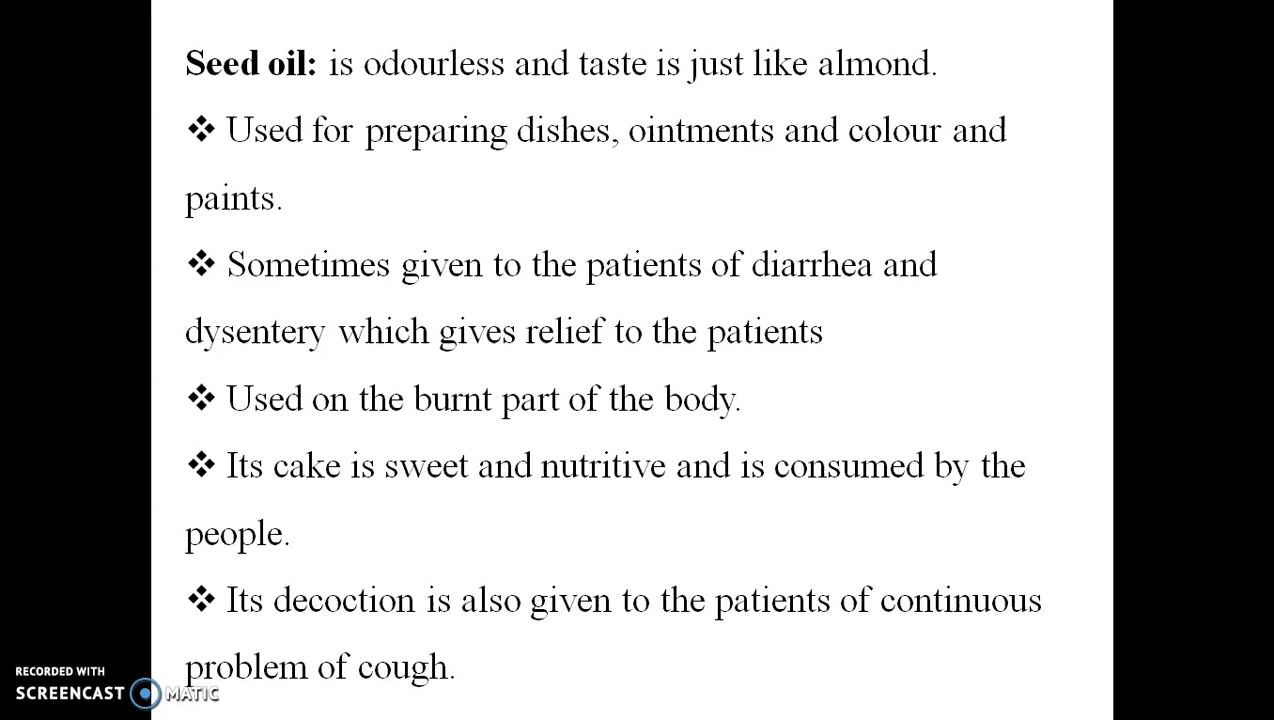 Seed oil: is odourless and taste is just like almond.
❖ Used for preparing dishes, ointments and colour and
paints.
❖ Sometimes given to the patients of diarrhea and
dysentery which gives relief to the patients
❖ Used on the burnt part of the body.
❖ Its cake is sweet and nutritive and is consumed by the
people.
❖ Its decoction is also given to the patients of continuous
problem of cough.
RECORDED WITH
SCREENCAST MATIC